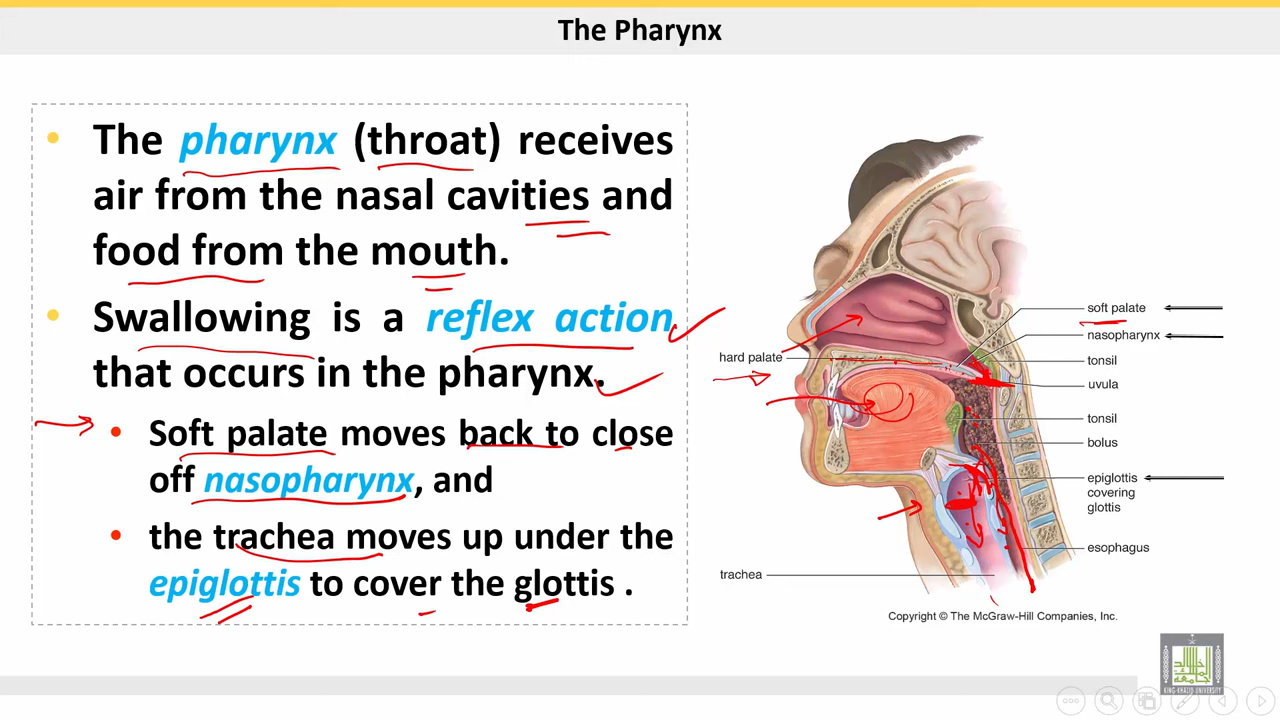 The Pharynx
• The pharynx (throat) receives
air from the nasal cavities and
food from the mouth.
• Swallowing is a reflex action
that occurs in the pharynx.
• Soft palate moves back to close
off nasopharynx, and
• the trachea moves up under the
epiglottis to cover the glottis .
hard palate
trachea
soft palate
nasopharynx
tonsil
uvula
tonsil
bolus
epiglottis
covering
glottis
esophagus
Copyright © The McGraw-Hill Companies, Inc.
KING KHALID UNIVERSITY